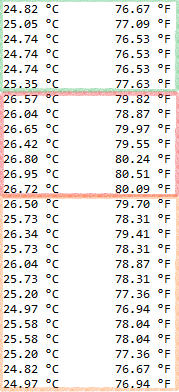 24.82 °C 76.67 °F
25.05 °C 77.09 °F
24.74 °C 76.53 °F
24.74 °C 76.53 °F
24.74 °C 76.53 °F
25.35 °C 77.63 °F
26.57 °C 79.82 °F
26.04 °C 78.87 °F
26.65 °C 79.97 °F
26.42 °C 79.55 °F
26.80 °C 80.24 °F
26.95 °C 80.51 °F
26.72 °C 80.09 °F
26.50 °C 79.70 °F
25.73 °C 78.31 °F
26.34 °C 79.41 °F
25.73 °C 78.31 °F
26.04 °C 78.87 °F
25.73 °C 78.31 °F
25.20 °C 77.36 °F
24.97 °C 76.94 °F
25.58 °C 78.04 °F
25.58 °C 78.04 °F
25.20 °C 77.36 °F
24.82 °C 76.67 °F
24.97 °C 76.94 °F